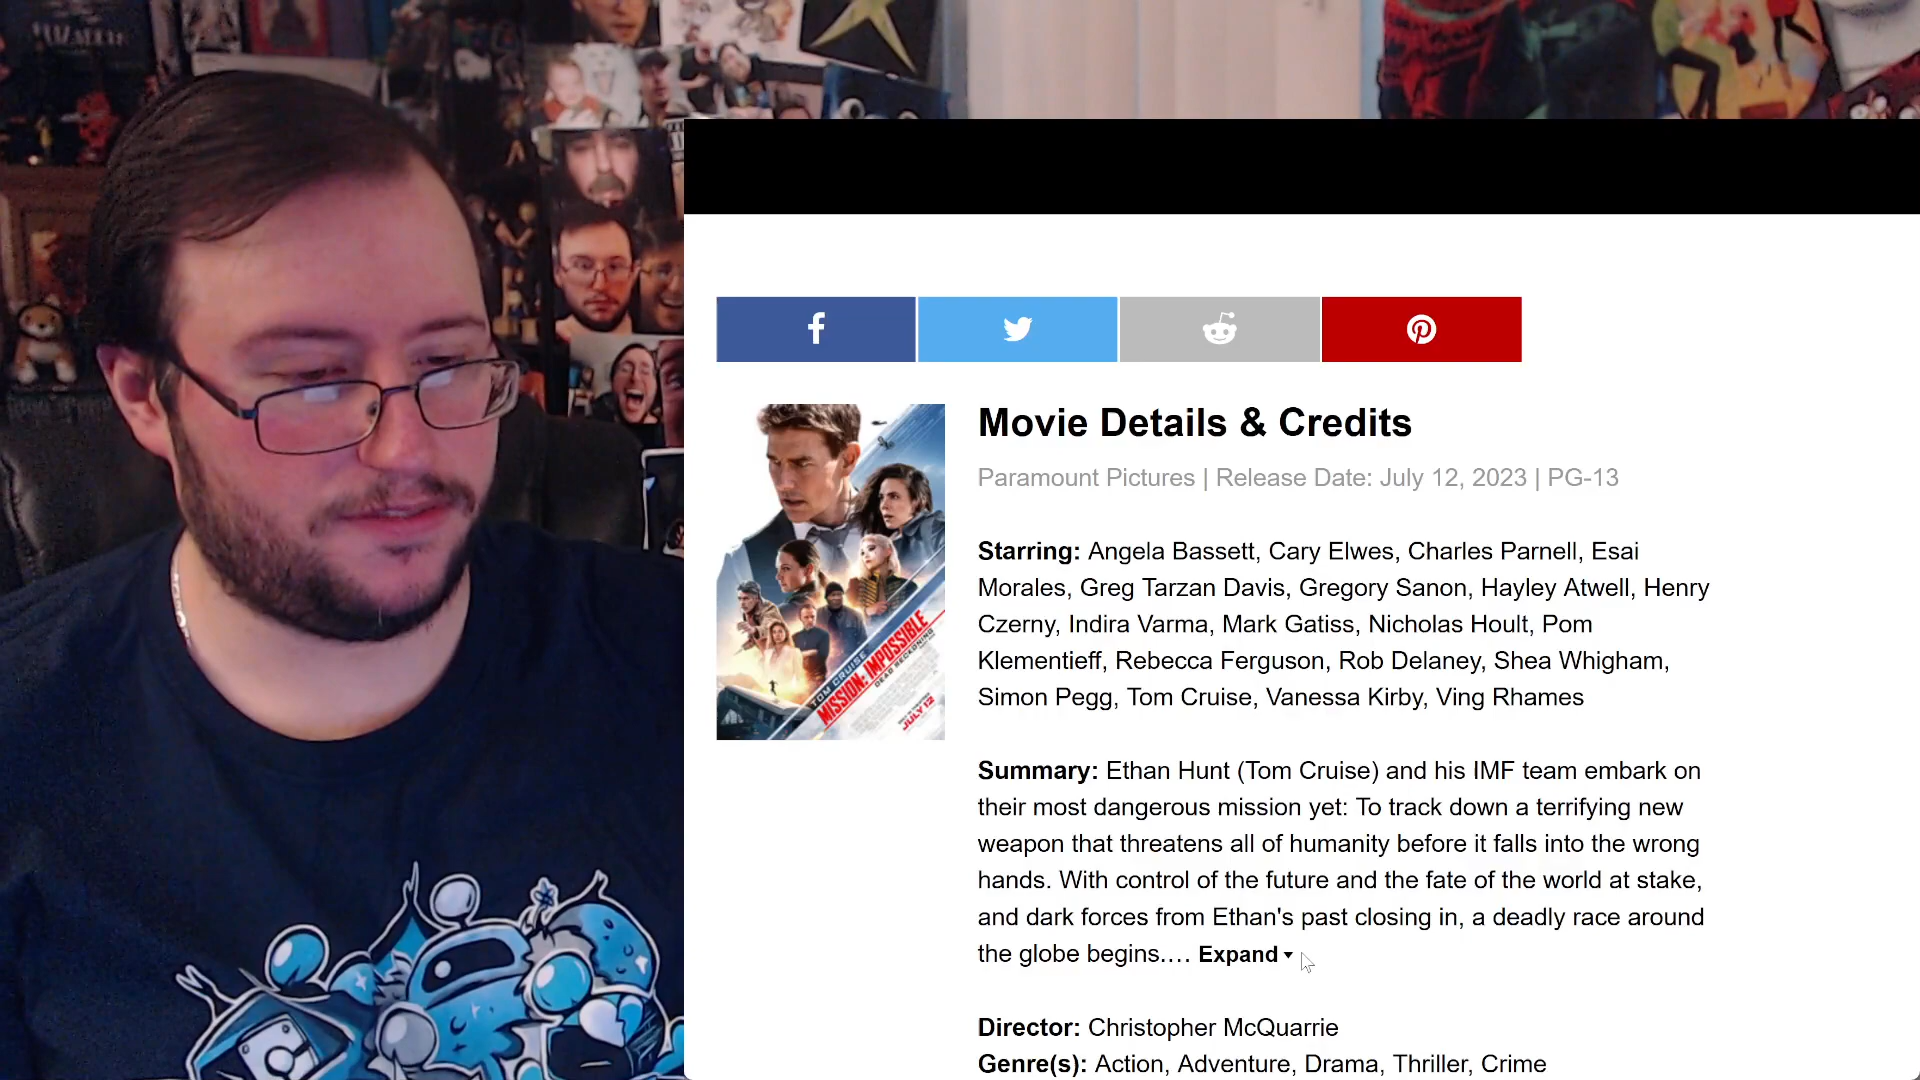 Movie Details & Credits
Paramount Pictures | Release Date: July 12, 2023 | PG-13
Starring: Angela Bassett, Cary Elwes, Charles Parnell, Esai
Morales, Greg Tarzan Davis, Gregory Sanon, Hayley Atwell, Henry
Czerny, Indira Varma, Mark Gatiss, Nicholas Hoult, Pom
Klementieff, Rebecca Ferguson, Rob Delaney, Shea Whigham,
Simon Pegg, Tom Cruise, Vanessa Kirby, Ving Rhames
TOM CRUISE
MISSION: IMPOSSIBLE
DEAD RECKONING
JULY 12
Summary: Ethan Hunt (Tom Cruise) and his IMF team embark on
their most dangerous mission yet: To track down a terrifying new
weapon that threatens all of humanity before it falls into the wrong
hands. With control of the future and the fate of the world at stake,
and dark forces from Ethan's past closing in, a deadly race around
the globe begins.... Expand
Director: Christopher McQuarrie
Genre(s): Action, Adventure, Drama, Thriller, Crime